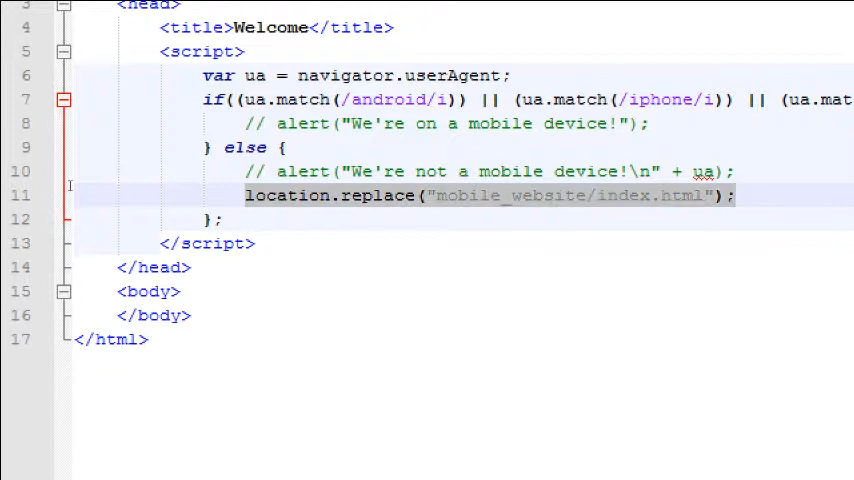 3 <head>
4 <title>Welcome</title>
5 <script>
6 var ua = navigator.userAgent;
7 if((ua.match(/android/i)) || (ua.match(/iphone/i)) || (ua.mat
8 // alert("We're on a mobile device!");
9 } else {
10 // alert("We're not a mobile device!\n" + ua);
11 location.replace("mobile_website/index.html");
12 };
13 </script>
14 </head>
15 <body>
16 </body>
17 </html>